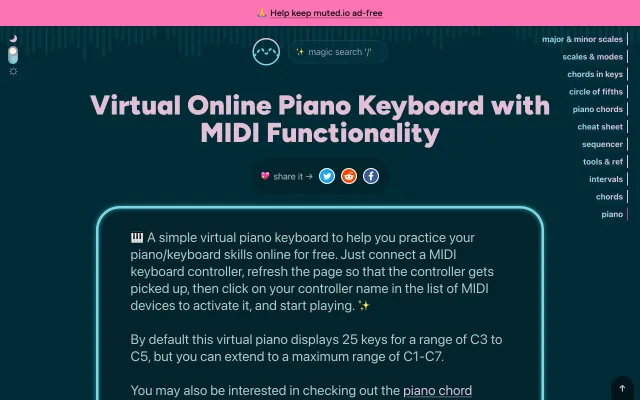 🙏 Help keep muted.io ad-free
✨ magic search '/'
major & minor scales
scales & modes
chords in keys
circle of fifths
piano chords
cheat sheet
sequencer
tools & ref
intervals
chords
piano
Virtual Online Piano Keyboard with
MIDI Functionality
💖 share it →
🎹 A simple virtual piano keyboard to help you practice your
piano/keyboard skills online for free. Just connect a MIDI
keyboard controller, refresh the page so that the controller gets
picked up, then click on your controller name in the list of MIDI
devices to activate it, and start playing. ✨
By default this virtual piano displays 25 keys for a range of C3 to
C5, but you can extend to a maximum range of C1-C7.
You may also be interested in checking out the piano chord